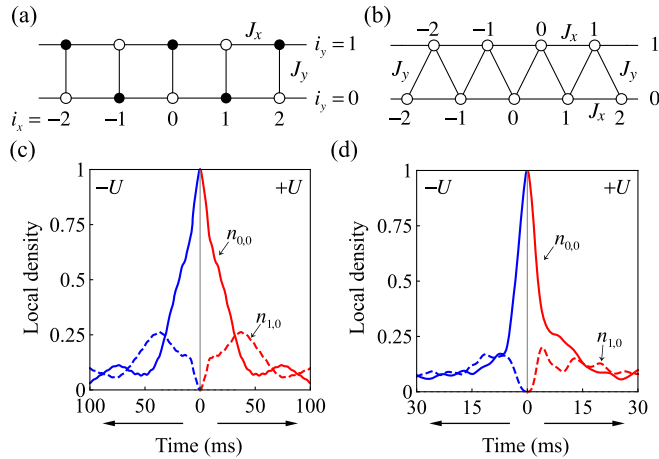 (a)
J_x
i_y = 1
J_y
i_y = 0
i_x = −2 −1 0 1 2
(b)
−2 −1 0 J_x 1 1
J_y J_y
0
−2 −1 0 1 J_x 2
(c)
1
−U +U
0.75
n_{0,0}
Local density
0.5
0.25
n_{1,0}
0
100 50 0 50 100
Time (ms)
(d)
1
−U +U
0.75
n_{0,0}
Local density
0.5
0.25
n_{1,0}
0
30 15 0 15 30
Time (ms)